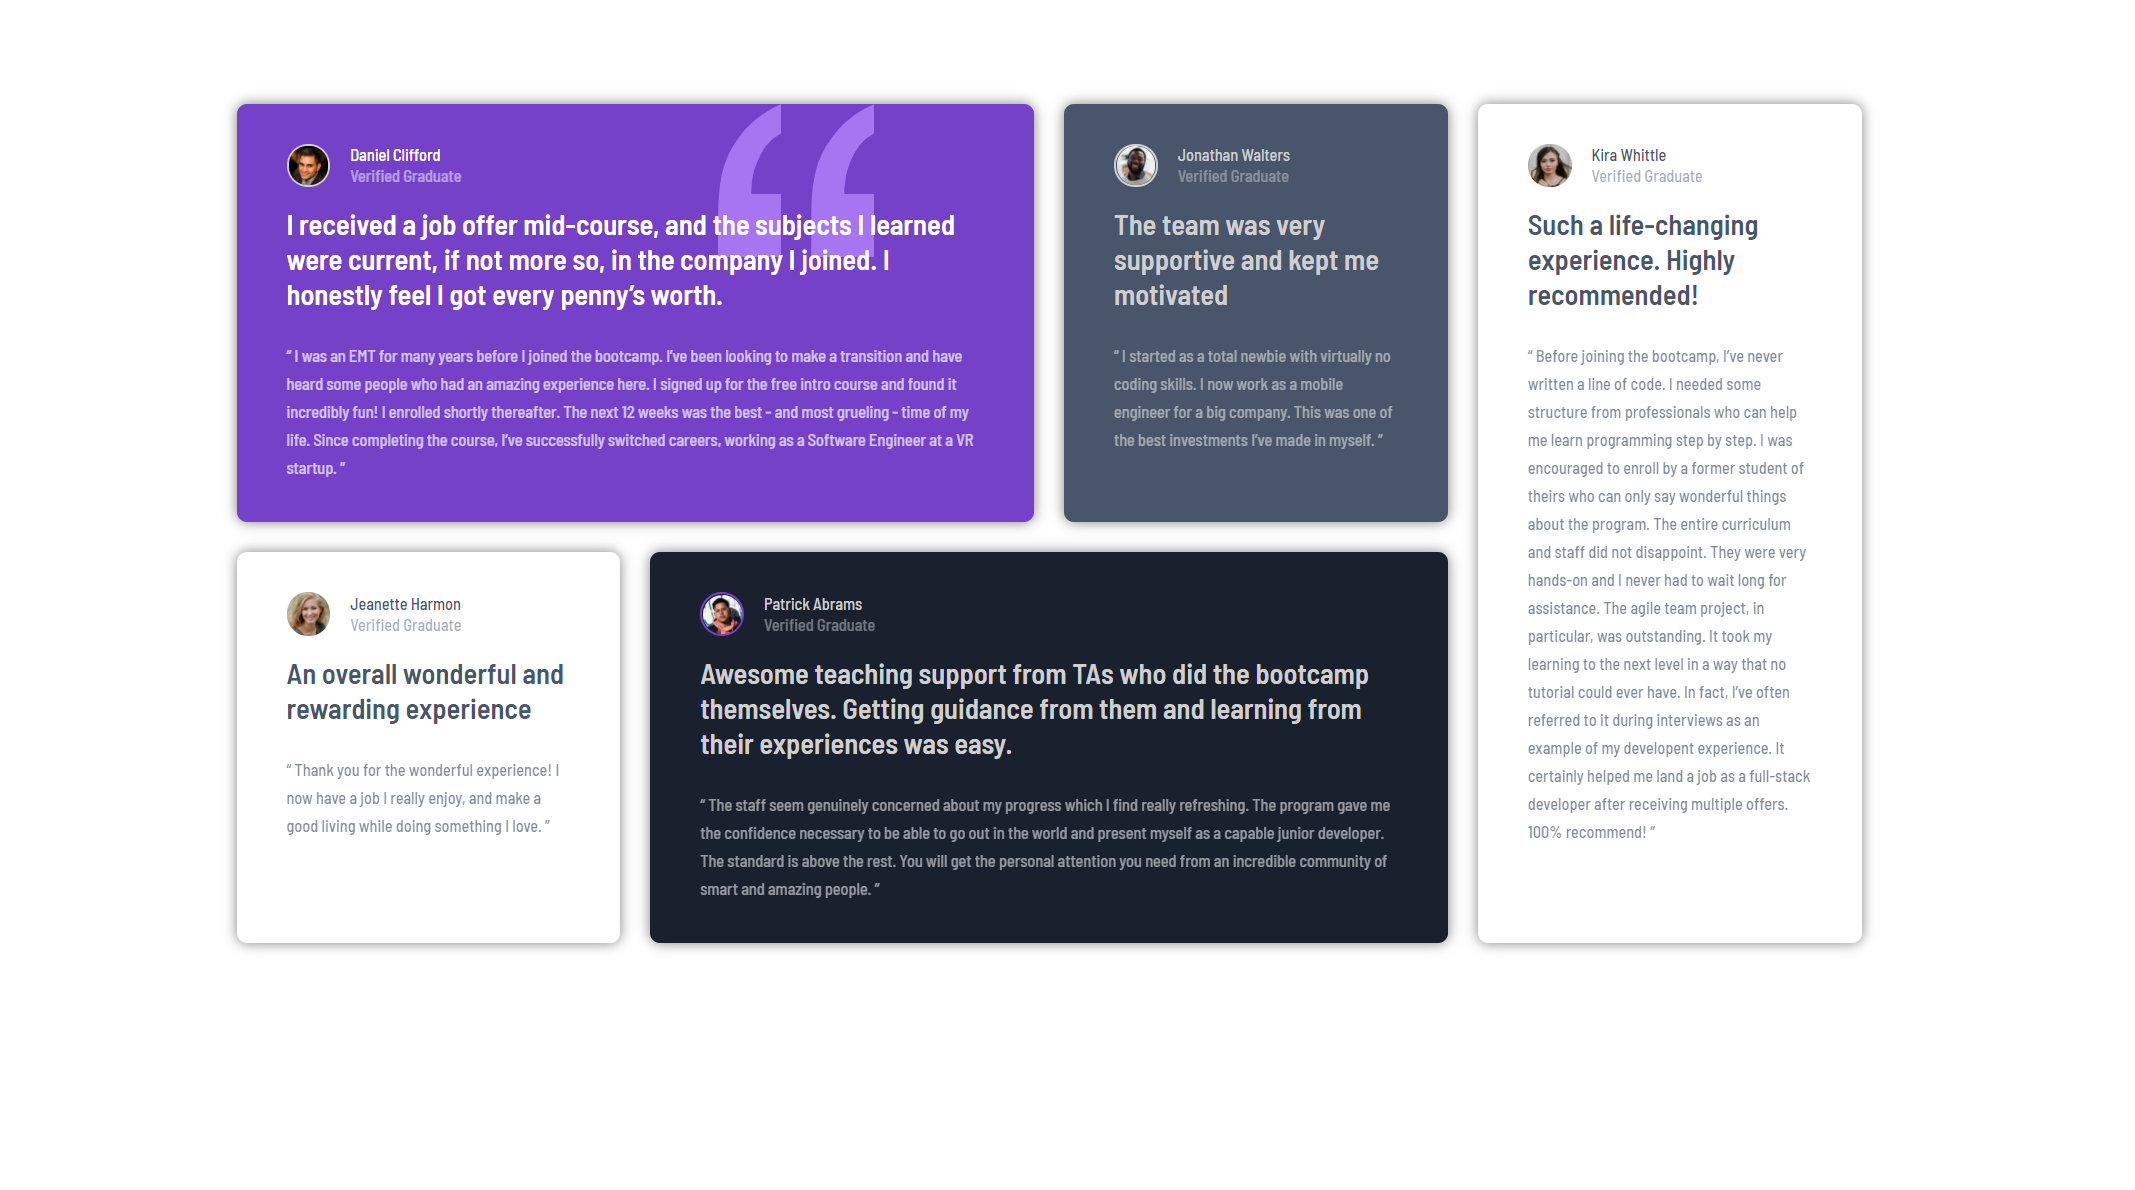 Daniel Clifford
Verified Graduate
I received a job offer mid-course, and the subjects I learned
were current, if not more so, in the company I joined. I
honestly feel I got every penny’s worth.
“ I was an EMT for many years before I joined the bootcamp. I’ve been looking to make a transition and have
heard some people who had an amazing experience here. I signed up for the free intro course and found it
incredibly fun! I enrolled shortly thereafter. The next 12 weeks was the best - and most grueling - time of my
life. Since completing the course, I’ve successfully switched careers, working as a Software Engineer at a VR
startup. ”
Jonathan Walters
Verified Graduate
The team was very
supportive and kept me
motivated
“ I started as a total newbie with virtually no
coding skills. I now work as a mobile
engineer for a big company. This was one of
the best investments I’ve made in myself. ”
Kira Whittle
Verified Graduate
Such a life-changing
experience. Highly
recommended!
“ Before joining the bootcamp, I’ve never
written a line of code. I needed some
structure from professionals who can help
me learn programming step by step. I was
encouraged to enroll by a former student of
theirs who can only say wonderful things
about the program. The entire curriculum
and staff did not disappoint. They were very
hands-on and I never had to wait long for
assistance. The agile team project, in
particular, was outstanding. It took my
learning to the next level in a way that no
tutorial could ever have. In fact, I’ve often
referred to it during interviews as an
example of my developent experience. It
certainly helped me land a job as a full-stack
developer after receiving multiple offers.
100% recommend! ”
Jeanette Harmon
Verified Graduate
An overall wonderful and
rewarding experience
“ Thank you for the wonderful experience! I
now have a job I really enjoy, and make a
good living while doing something I love. ”
Patrick Abrams
Verified Graduate
Awesome teaching support from TAs who did the bootcamp
themselves. Getting guidance from them and learning from
their experiences was easy.
“ The staff seem genuinely concerned about my progress which I find really refreshing. The program gave me
the confidence necessary to be able to go out in the world and present myself as a capable junior developer.
The standard is above the rest. You will get the personal attention you need from an incredible community of
smart and amazing people. ”